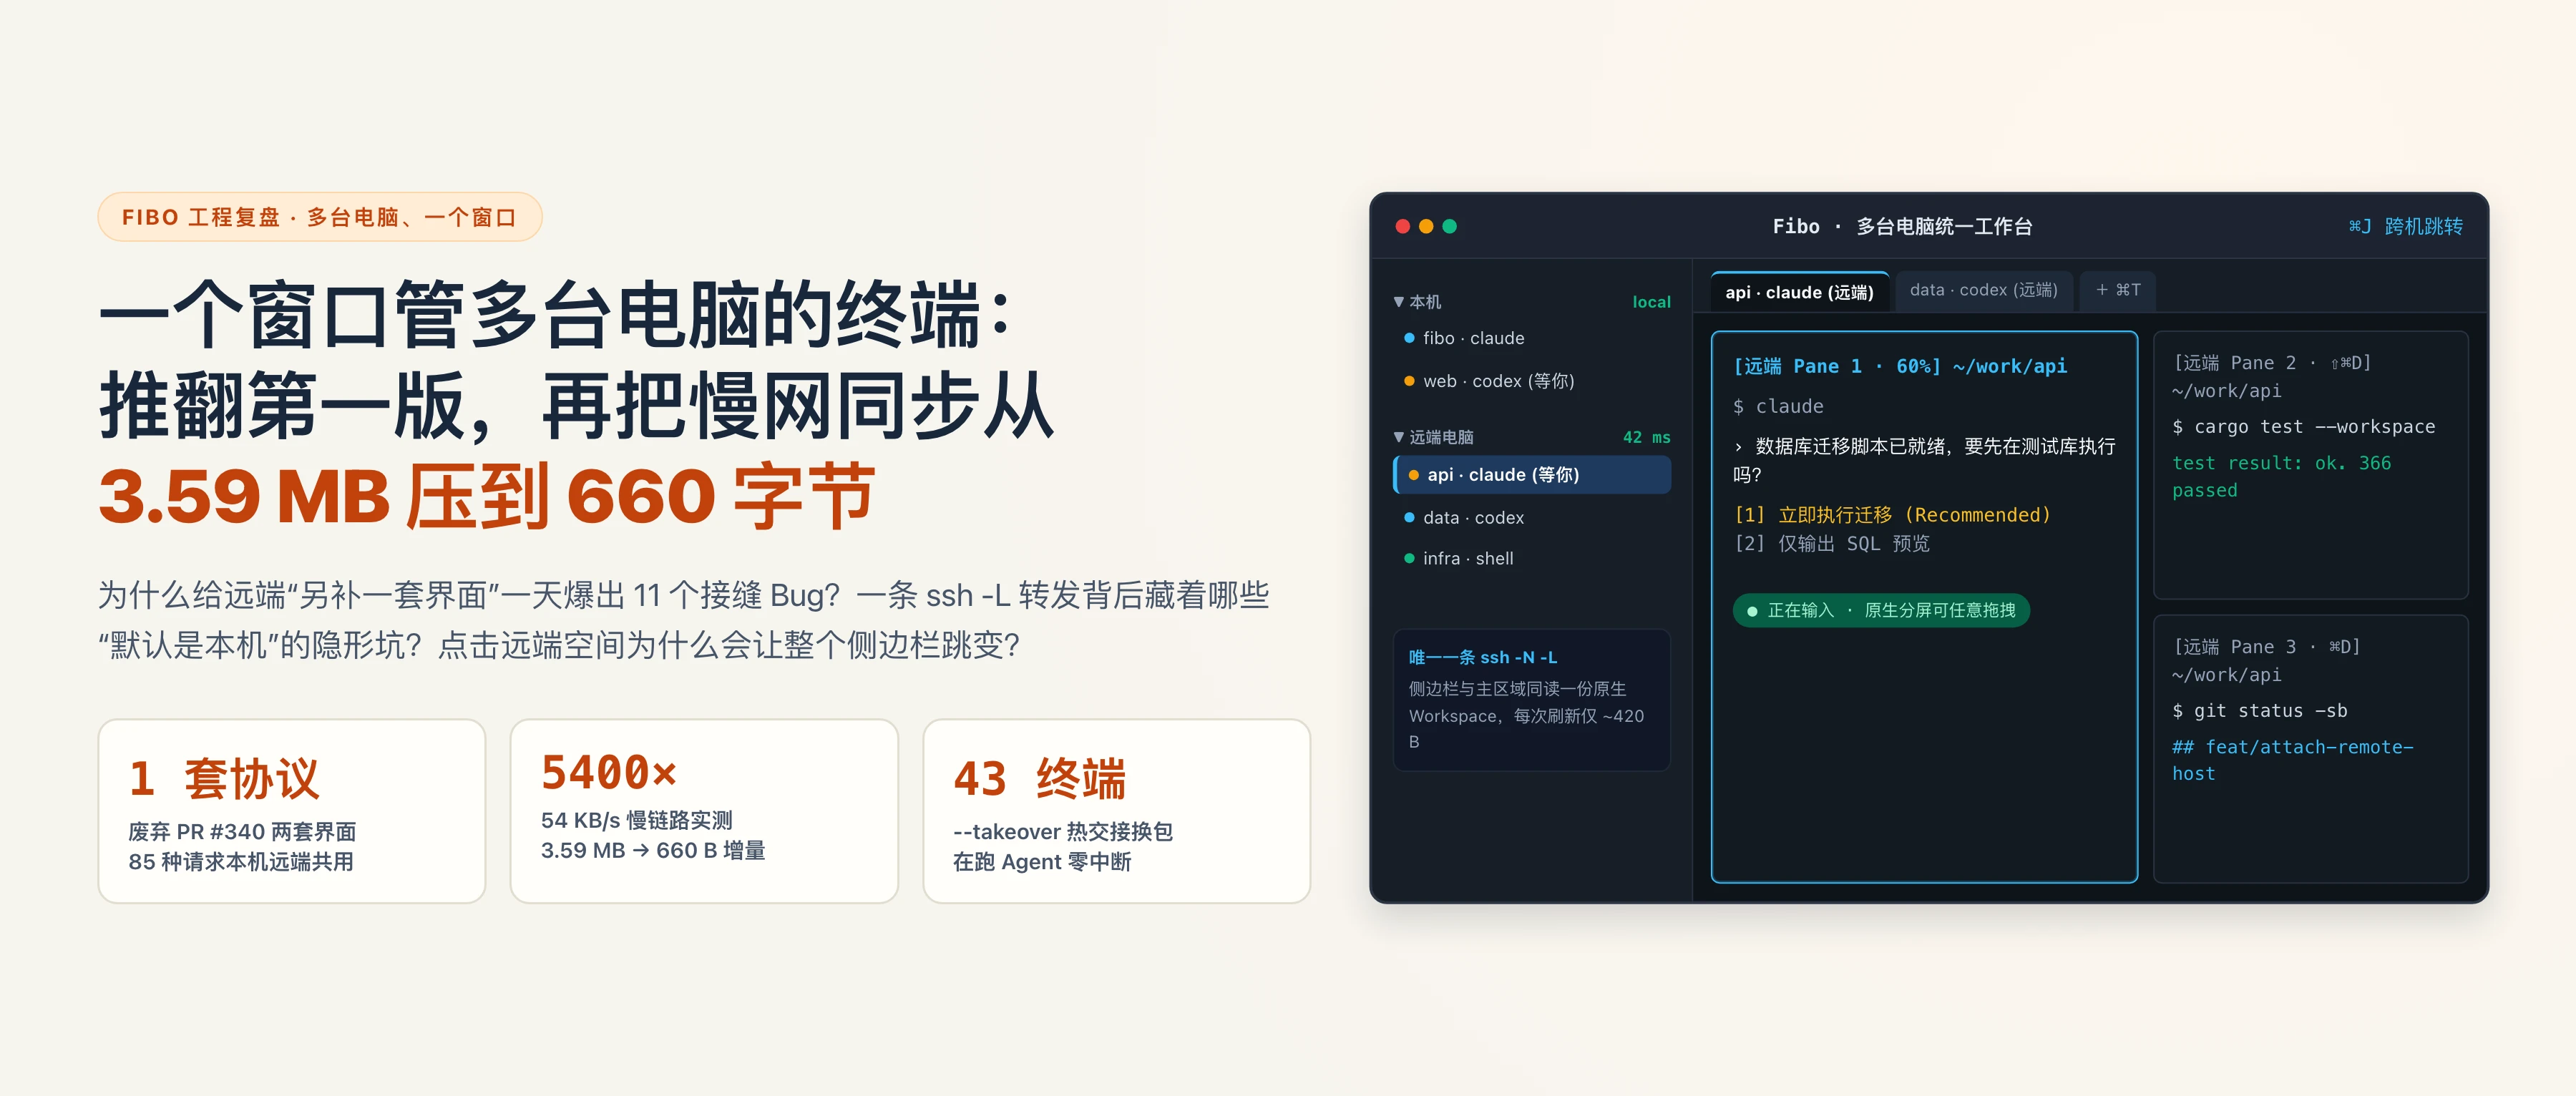 FIBO 工程复盘 · 多台电脑、一个窗口
一个窗口管多台电脑的终端：
推翻第一版，再把慢网同步从
3.59 MB 压到 660 字节
为什么给远端“另补一套界面”一天爆出 11 个接缝 Bug？一条 ssh -L 转发背后藏着哪些
“默认是本机”的隐形坑？点击远端空间为什么会让整个侧边栏跳变？
1 套协议
废弃 PR #340 两套界面
85 种请求本机远端共用
5400×
54 KB/s 慢链路实测
3.59 MB → 660 B 增量
43 终端
--takeover 热交接换包
在跑 Agent 零中断
Fibo · 多台电脑统一工作台
⌘J 跨机跳转
▼ 本机 local
fibo · claude
web · codex (等你)
▼ 远端电脑 42 ms
api · claude (等你)
data · codex
infra · shell
唯一一条 ssh -N -L
侧边栏与主区域同读一份原生
Workspace，每次刷新仅 ~420
B
api · claude (远端)
data · codex (远端)
+ ⌘T
[远端 Pane 1 · 60%] ~/work/api
$ claude
› 数据库迁移脚本已就绪，要先在测试库执行
吗？
[1] 立即执行迁移 (Recommended)
[2] 仅输出 SQL 预览
● 正在输入 · 原生分屏可任意拖拽
[远端 Pane 2 · ⇧⌘D]
~/work/api
$ cargo test --workspace
test result: ok. 366
passed
[远端 Pane 3 · ⌘D]
~/work/api
$ git status -sb
## feat/attach-remote-
host